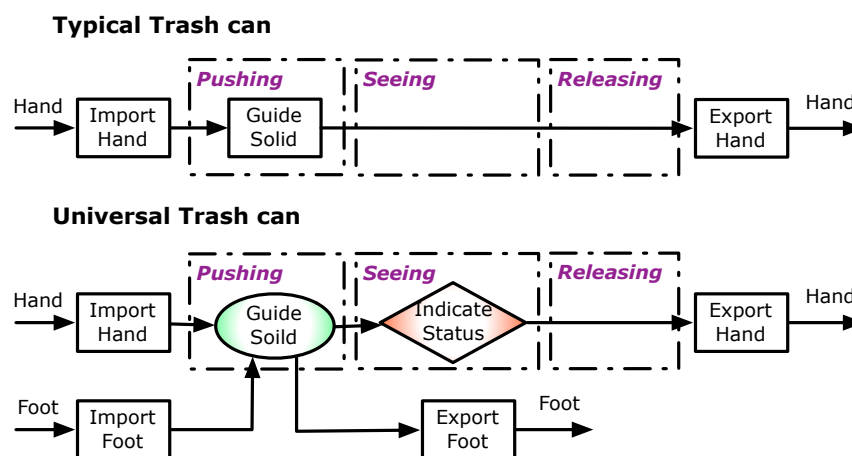 Typical Trash can
Pushing
Seeing
Releasing
Hand
Import
Hand
Guide
Solid
Export
Hand
Hand
Universal Trash can
Pushing
Seeing
Releasing
Hand
Import
Hand
Guide
Soild
Indicate
Status
Export
Hand
Hand
Foot
Import
Foot
Export
Foot
Foot